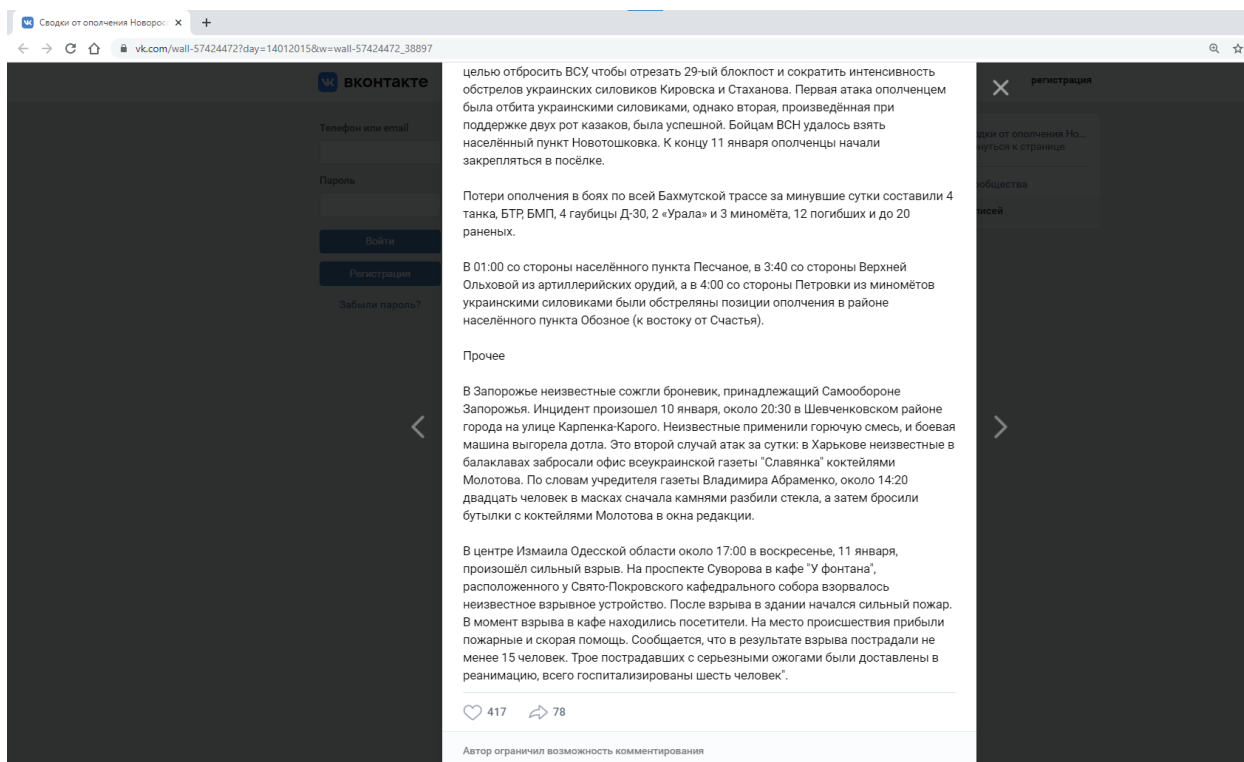 Сводки от ополчения Новорос
vk.com/wall-57424472?day=14012015&w=wall-57424472_38897
вконтакте
регистрация
Телефон или email
Пароль
Войти
Регистрация
Забыли пароль?
дки от ополчения Но...
нуться к странице
ообщества
писей
целью отбросить ВСУ, чтобы отрезать 29-ый блокпост и сократить интенсивность
обстрелов украинских силовиков Кировска и Стаханова. Первая атака ополченцем
была отбита украинскими силовиками, однако вторая, произведённая при
поддержке двух рот казаков, была успешной. Бойцам ВСН удалось взять
населённый пункт Новотошковка. К концу 11 января ополченцы начали
закрепляться в посёлке.
Потери ополчения в боях по всей Бахмутской трассе за минувшие сутки составили 4
танка, БТР, БМП, 4 гаубицы Д-30, 2 «Урала» и 3 миномёта, 12 погибших и до 20
раненых.
В 01:00 со стороны населённого пункта Песчаное, в 3:40 со стороны Верхней
Ольховой из артиллерийских орудий, а в 4:00 со стороны Петровки из миномётов
украинскими силовиками были обстреляны позиции ополчения в районе
населённого пункта Обозное (к востоку от Счастья).
Прочее
В Запорожье неизвестные сожгли броневик, принадлежащий Самообороне
Запорожья. Инцидент произошел 10 января, около 20:30 в Шевченковском районе
города на улице Карпенка-Карого. Неизвестные применили горючую смесь, и боевая
машина выгорела дотла. Это второй случай атак за сутки: в Харькове неизвестные в
балаклавах забросали офис всеукраинской газеты "Славянка" коктейлями
Молотова. По словам учредителя газеты Владимира Абраменко, около 14:20
двадцать человек в масках сначала камнями разбили стекла, а затем бросили
бутылки с коктейлями Молотова в окна редакции.
В центре Измаила Одесской области около 17:00 в воскресенье, 11 января,
произошёл сильный взрыв. На проспекте Суворова в кафе "У фонтана",
расположенного у Свято-Покровского кафедрального собора взорвалось
неизвестное взрывное устройство. После взрыва в здании начался сильный пожар.
В момент взрыва в кафе находились посетители. На место происшествия прибыли
пожарные и скорая помощь. Сообщается, что в результате взрыва пострадали не
менее 15 человек. Трое пострадавших с серьезными ожогами были доставлены в
реанимацию, всего госпитализированы шесть человек".
417 78
Автор ограничил возможность комментирования